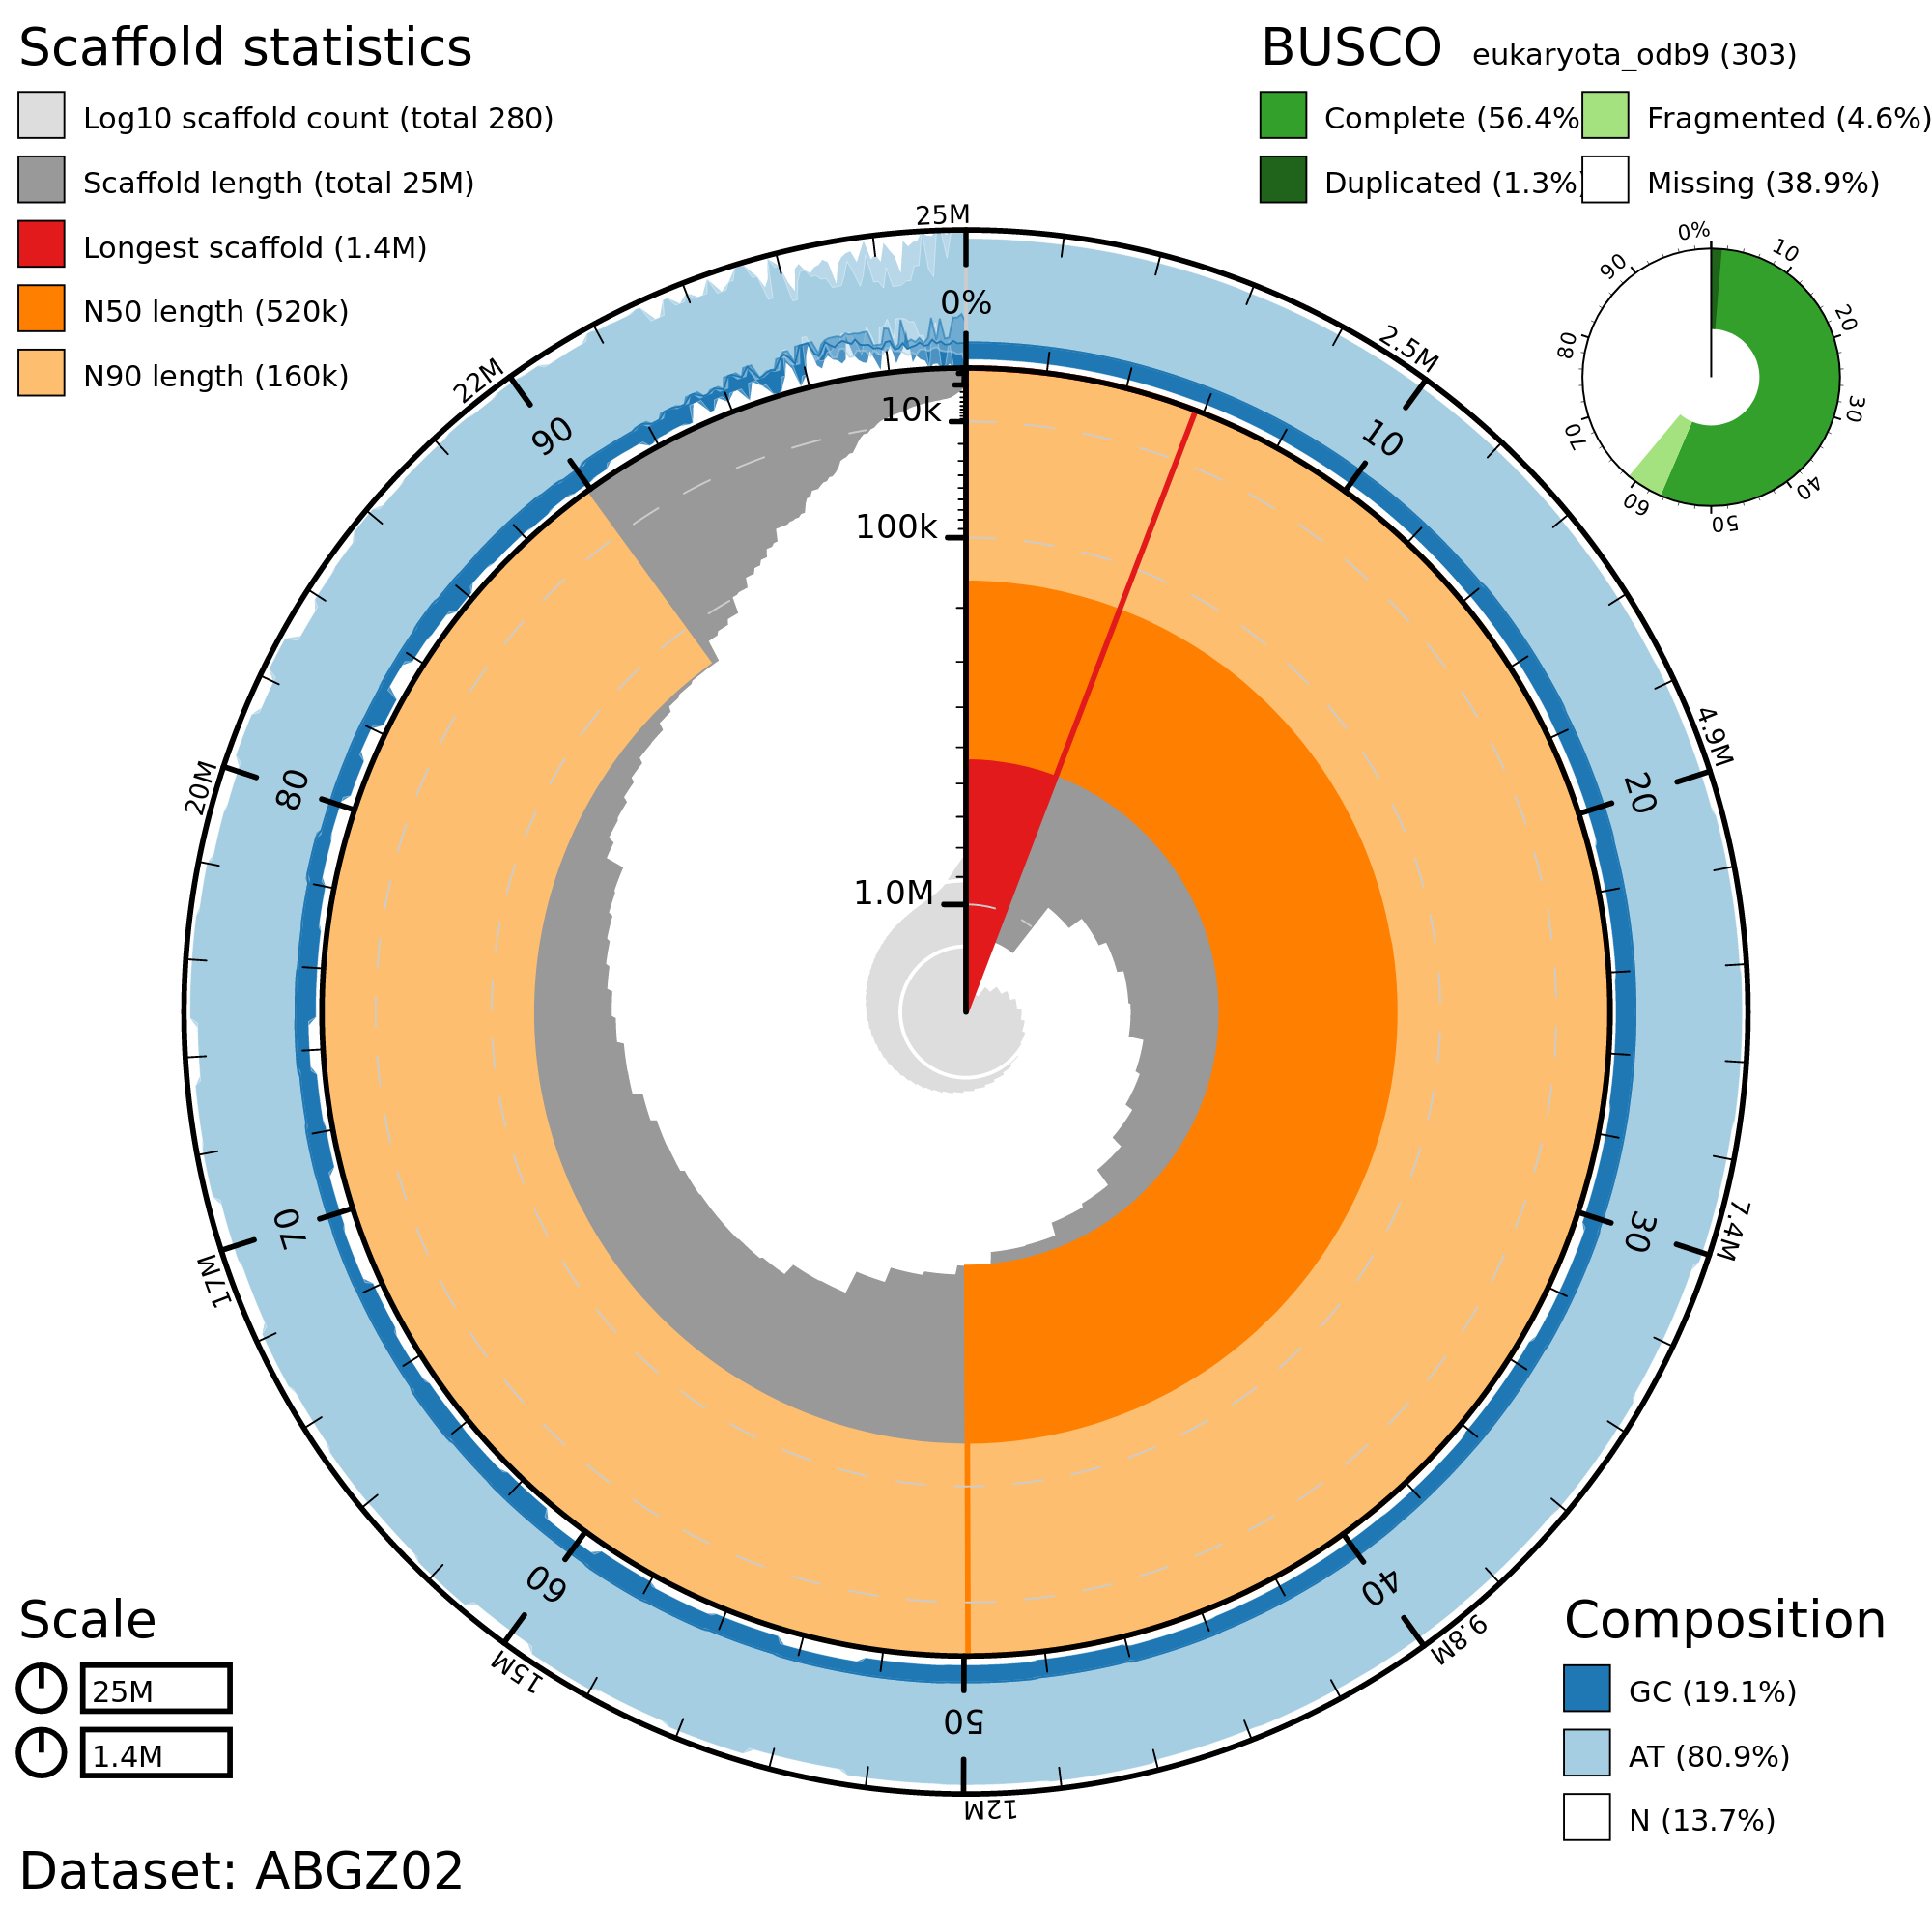 Scaffold statistics
Log10 scaffold count (total 280)
Scaffold length (total 25M)
Longest scaffold (1.4M)
N50 length (520k)
N90 length (160k)
BUSCO eukaryota_odb9 (303)
Complete (56.4% Fragmented (4.6%)
Duplicated (1.3%) Missing (38.9%)
0%
10
20
30
40
50
60
70
80
90
25M
2.5M
4.9M
7.4M
9.8M
12M
15M
17M
20M
22M
0%
10
20
30
40
50
60
70
80
90
10k
100k
1.0M
Scale
25M
1.4M
Composition
GC (19.1%)
AT (80.9%)
N (13.7%)
Dataset: ABGZ02